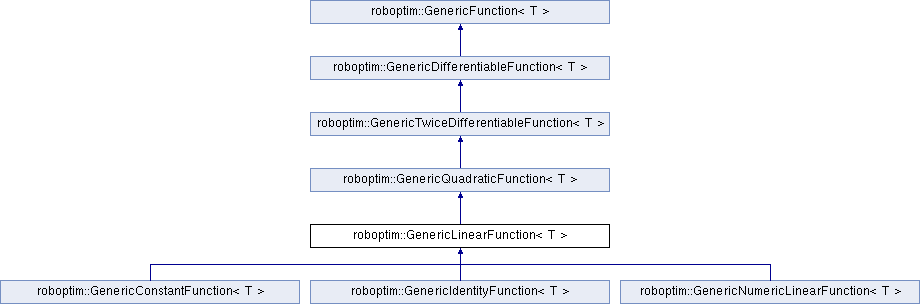 roboptim::GenericFunction< T >
roboptim::GenericDifferentiableFunction< T >
roboptim::GenericTwiceDifferentiableFunction< T >
roboptim::GenericQuadraticFunction< T >
roboptim::GenericLinearFunction< T >
roboptim::GenericConstantFunction< T >
roboptim::GenericIdentityFunction< T >
roboptim::GenericNumericLinearFunction< T >